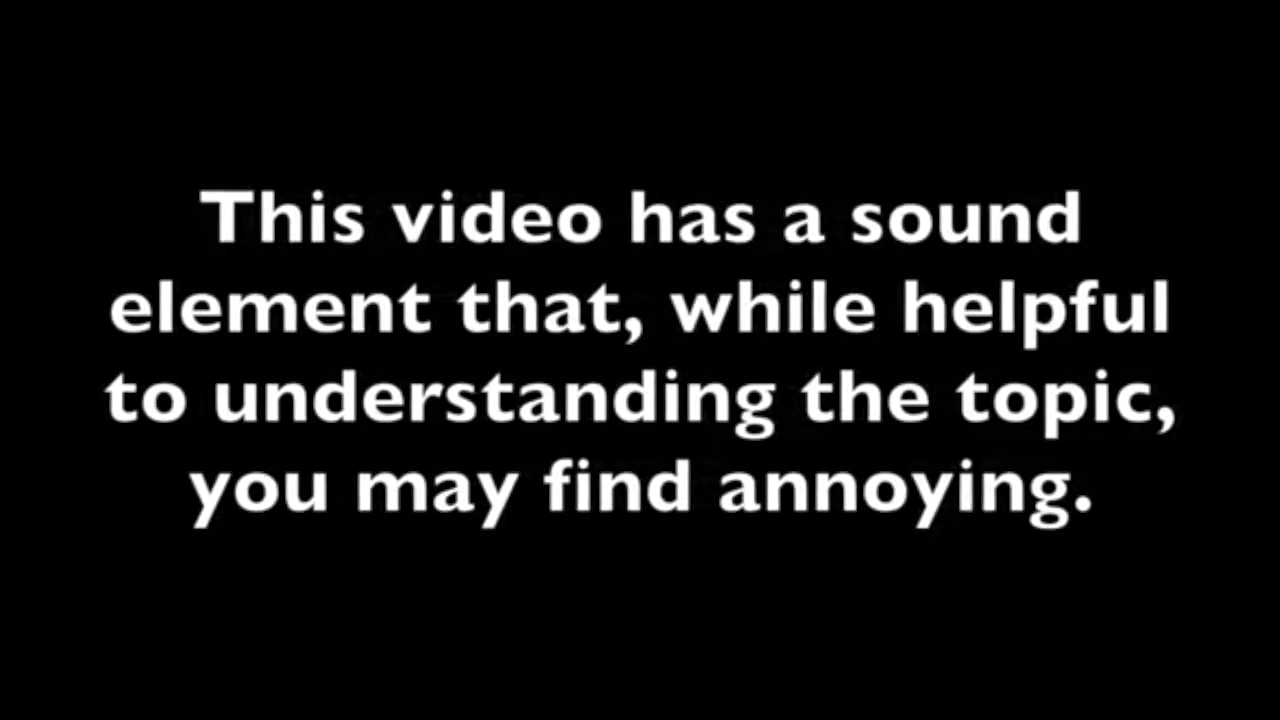 This video has a sound
element that, while helpful
to understanding the topic,
you may find annoying.